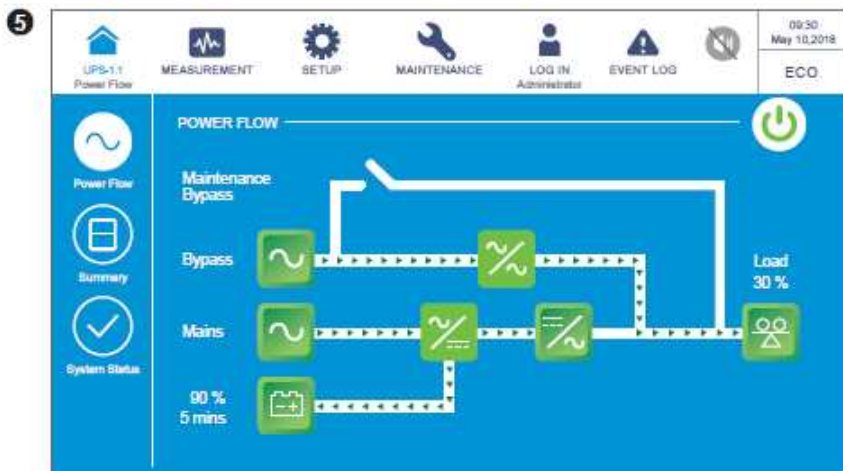 5
UPS-1.1
Power Flow
MEASUREMENT
SETUP
MAINTENANCE
LOG IN
Administrator
EVENT LOG
09:30
May 10,2018
ECO
Power Flow
Summary
System Status
POWER FLOW
Maintenance
Bypass
Bypass
Mains
90 %
5 mins
Load
30 %